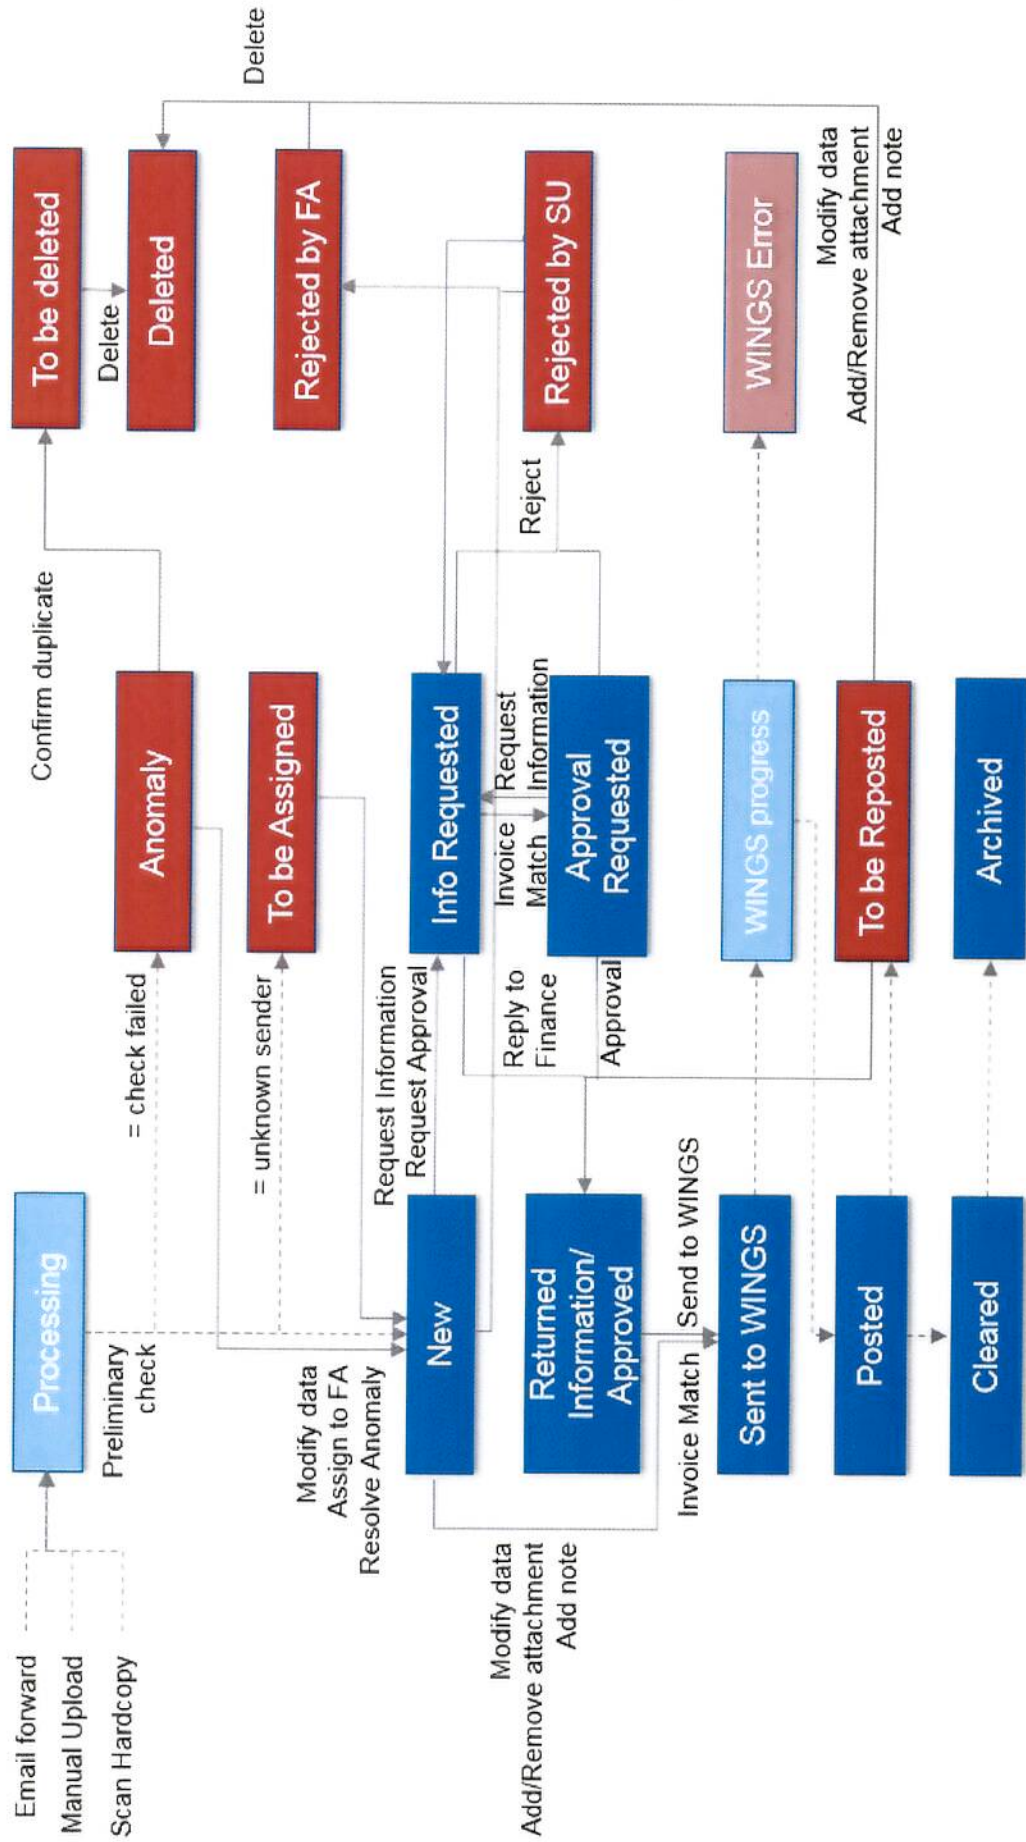 Email forward
Manual Upload
Scan Hardcopy
Processing
Preliminary
check
= check failed
Anomaly
Confirm duplicate
To be deleted
Delete
Deleted
Delete
= unknown sender
To be Assigned
Rejected by FA
Modify data
Assign to FA
Resolve Anomaly
New
Request Information
Request Approval
Info Requested
Invoice
Match
Request
Information
Reject
Rejected by SU
Modify data
Add/Remove attachment
Add note
Returned
Information/
Approved
Reply to
Finance
Approval
Approval
Requested
Invoice Match
Send to WINGS
Sent to WINGS
WINGS progress
WINGS Error
Modify data
Add/Remove attachment
Add note
Posted
To be Reposted
Cleared
Archived